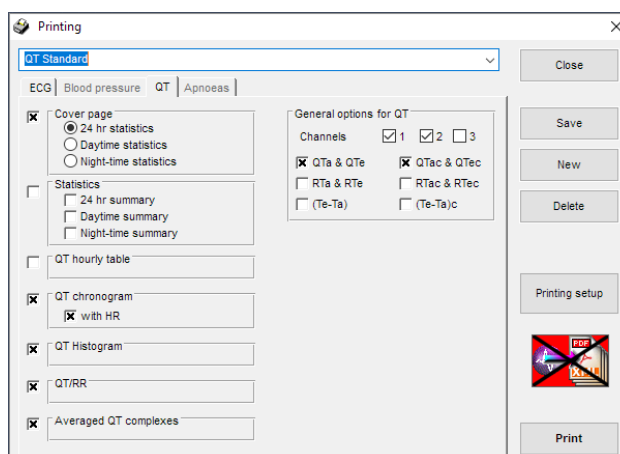 Printing
QT Standard
Close
ECG Blood pressure QT Apnoeas
Cover page
24 hr statistics
Daytime statistics
Night-time statistics
Statistics
24 hr summary
Daytime summary
Night-time summary
QT hourly table
QT chronogram
with HR
QT Histogram
QT/RR
Averaged QT complexes
General options for QT
Channels 1 2 3
QTa & QTe QTac & QTec
RTa & RTe RTac & RTec
(Te-Ta) (Te-Ta)c
Save
New
Delete
Printing setup
PDF
Print